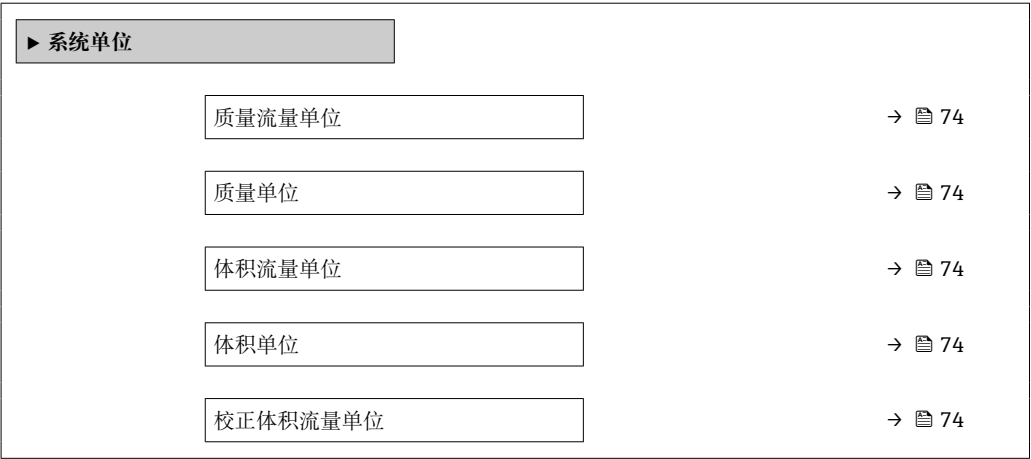 ▶ 系统单位
质量流量单位 → 🖹 74
质量单位 → 🖹 74
体积流量单位 → 🖹 74
体积单位 → 🖹 74
校正体积流量单位 → 🖹 74